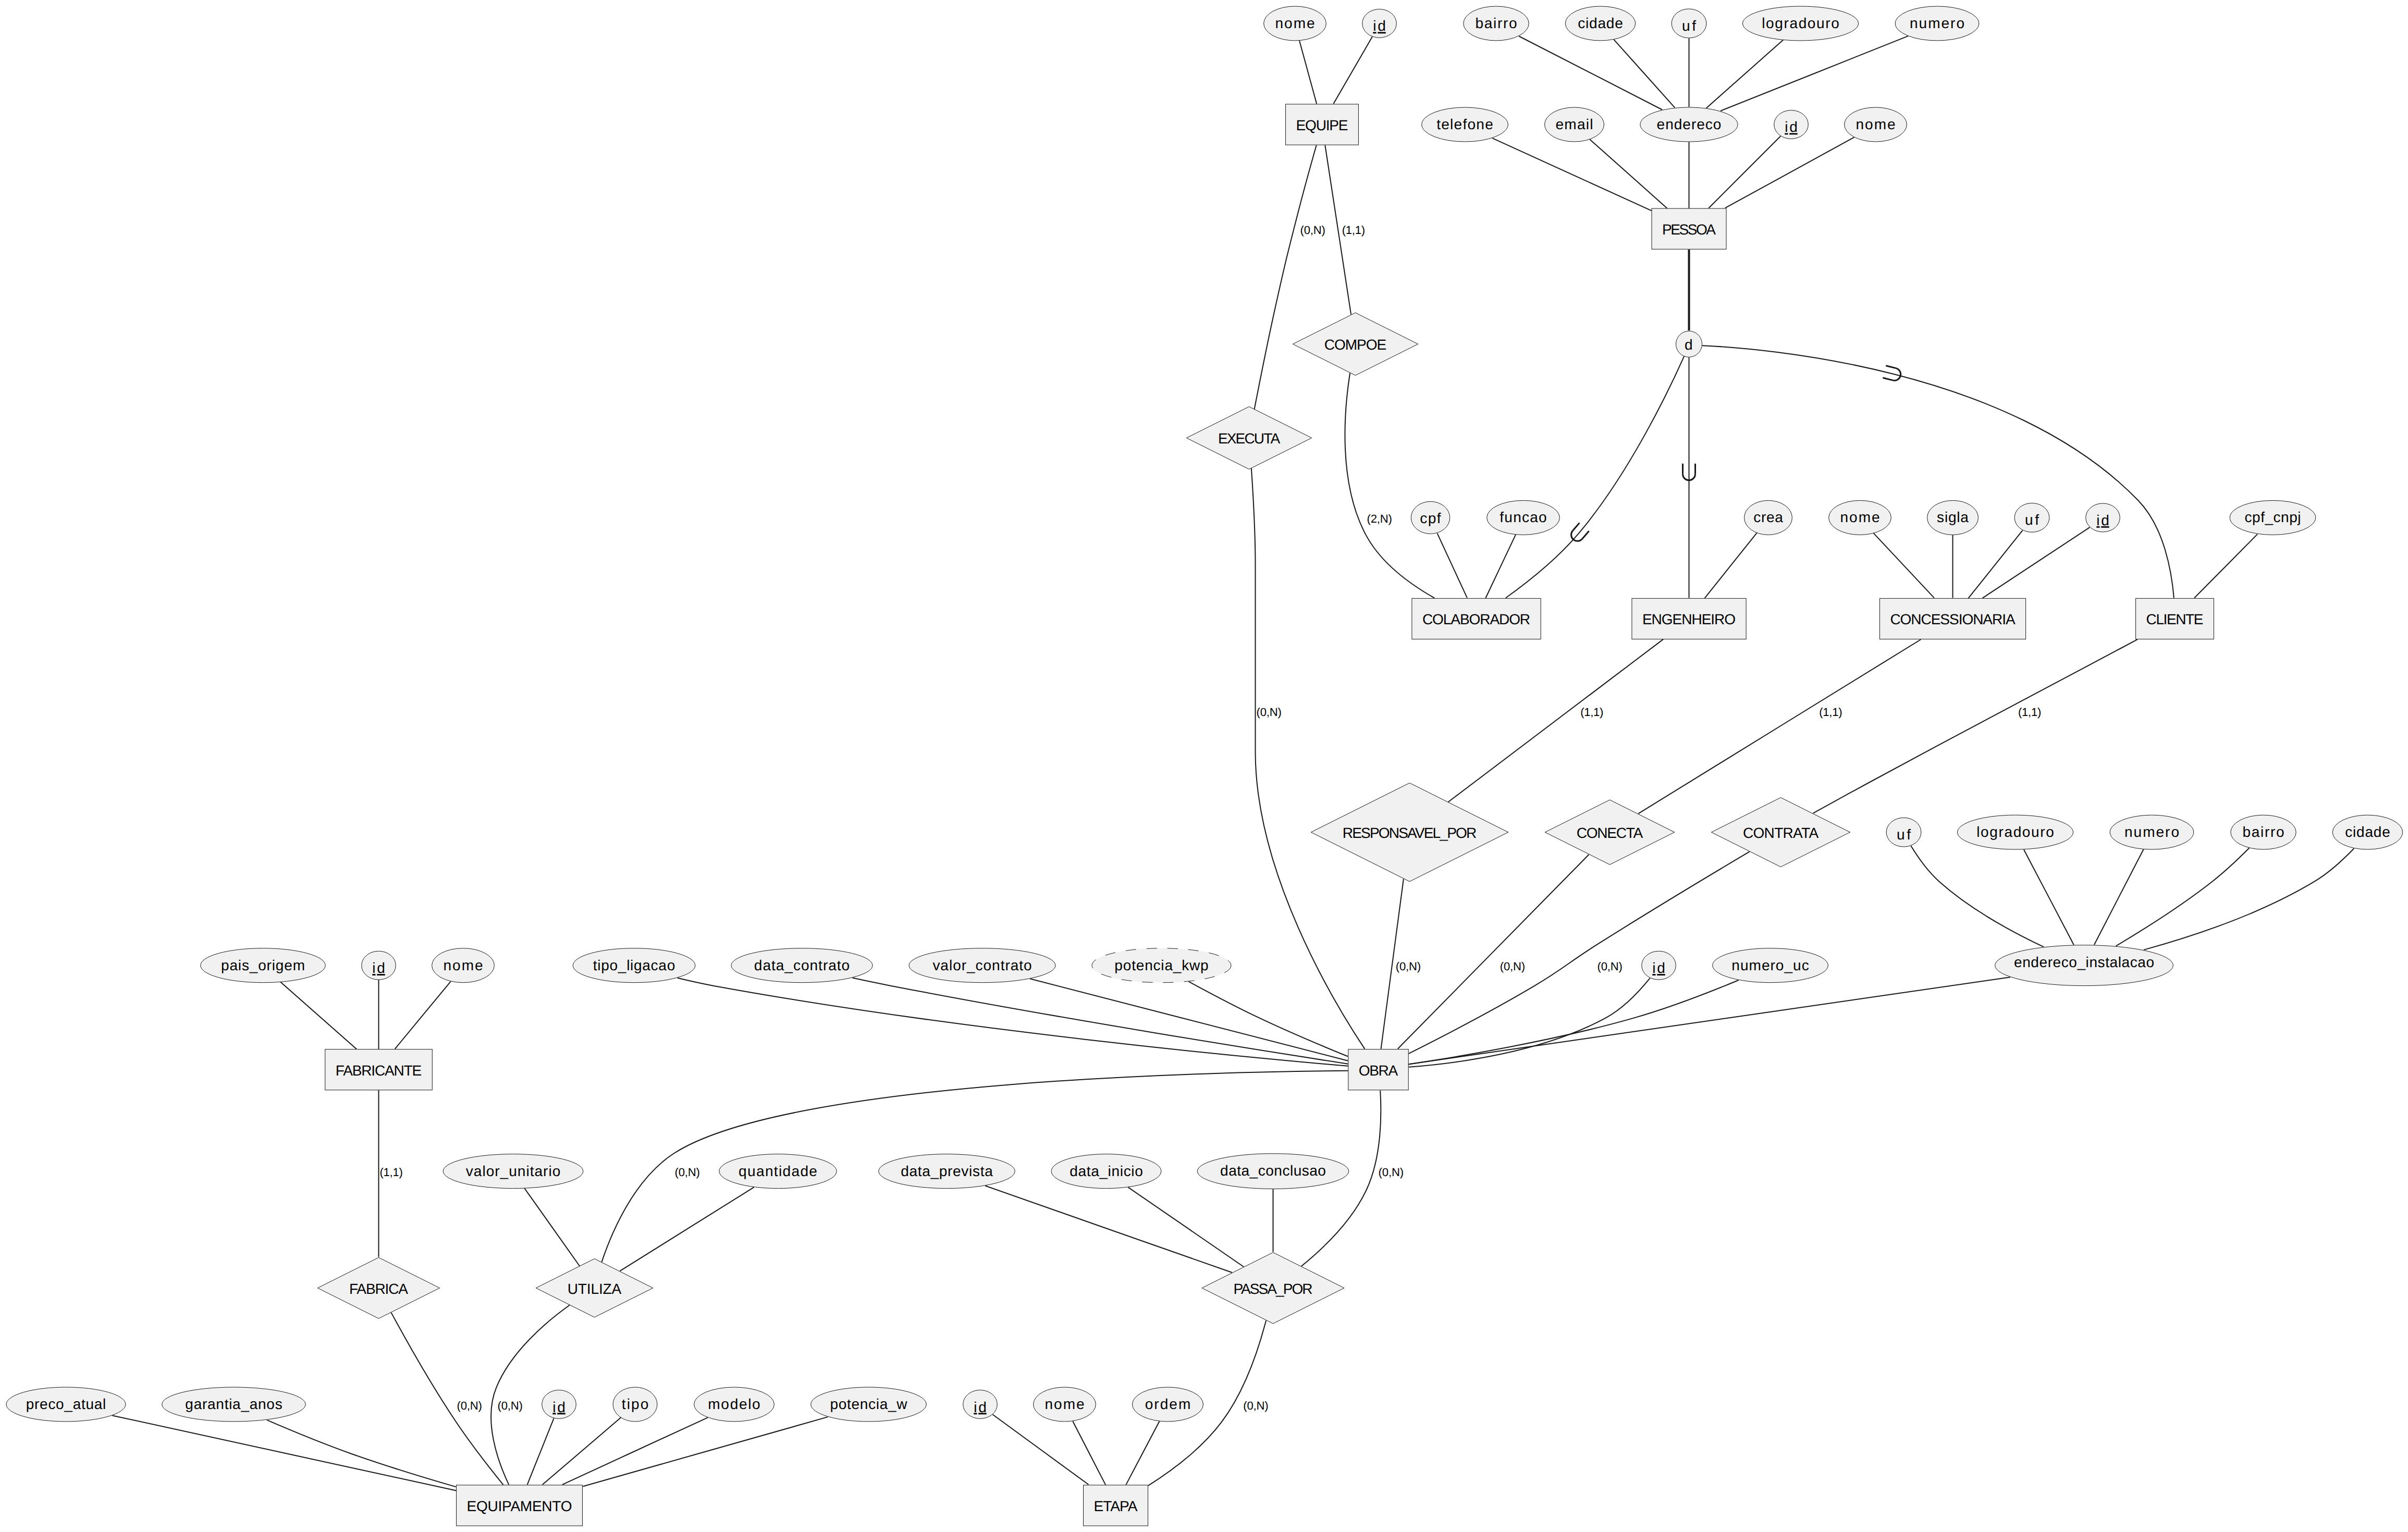 nome
id
bairro
cidade
uf
logradouro
numero
EQUIPE
telefone
email
endereco
id
nome
PESSOA
(0,N)
(1,1)
COMPOE
d
EXECUTA
(2,N)
cpf
funcao
crea
nome
sigla
uf
id
cpf_cnpj
COLABORADOR
ENGENHEIRO
CONCESSIONARIA
CLIENTE
(0,N)
(1,1)
(1,1)
(1,1)
RESPONSAVEL_POR
CONECTA
CONTRATA
uf
logradouro
numero
bairro
cidade
pais_origem
id
nome
tipo_ligacao
data_contrato
valor_contrato
potencia_kwp
(0,N)
(0,N)
(0,N)
id
numero_uc
endereco_instalacao
FABRICANTE
OBRA
(1,1)
valor_unitario
(0,N)
quantidade
data_prevista
data_inicio
data_conclusao
(0,N)
FABRICA
UTILIZA
PASSA_POR
preco_atual
garantia_anos
(0,N)
(0,N)
id
tipo
modelo
potencia_w
id
nome
ordem
(0,N)
EQUIPAMENTO
ETAPA